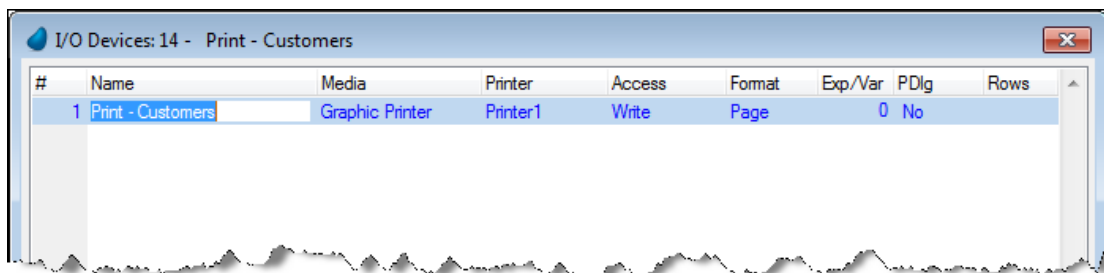 I/O Devices: 14 - Print - Customers
# Name Media Printer Access Format Exp/Var PDlg Rows
1 Print - Customers Graphic Printer Printer1 Write Page 0 No